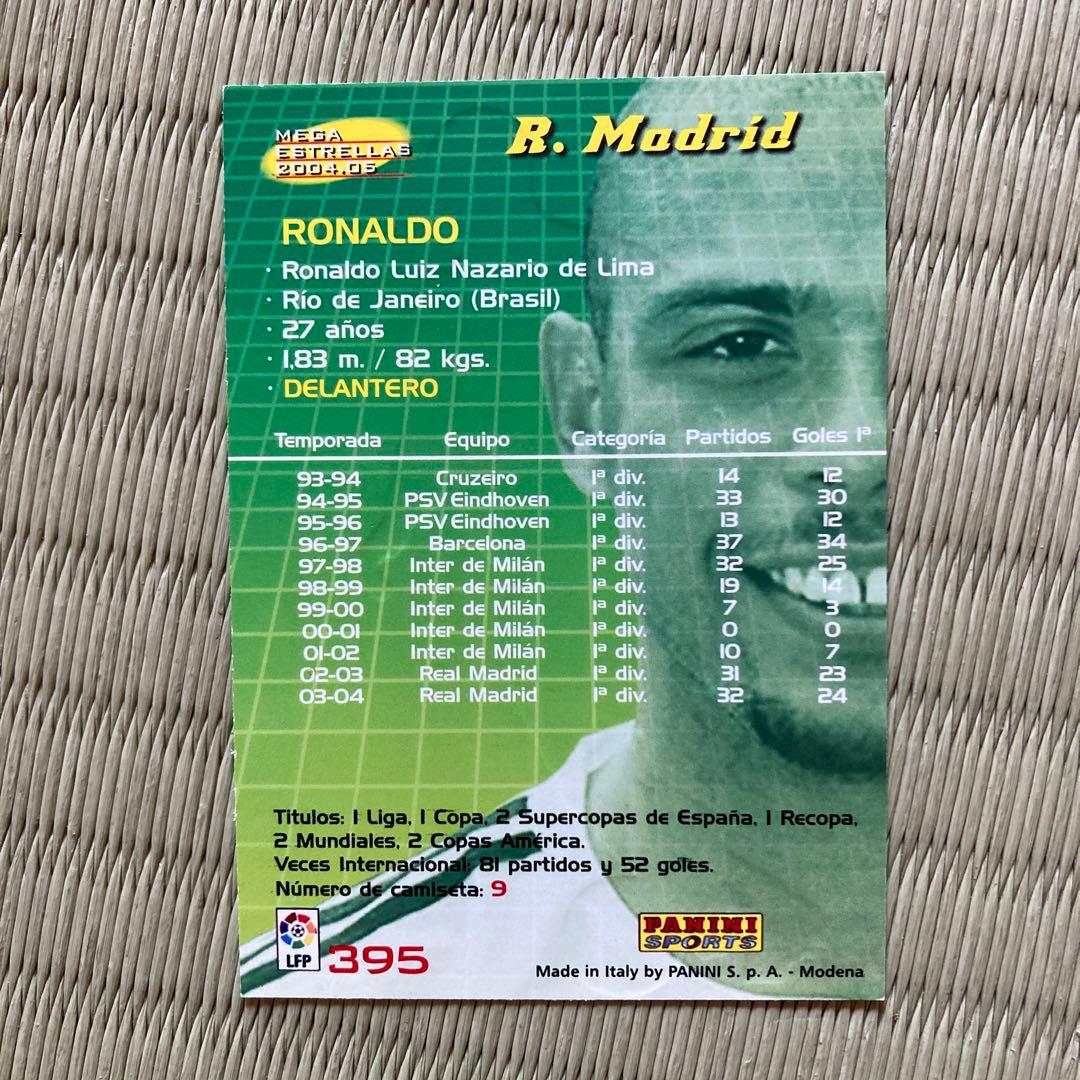 MEGA
ESTRELLAS
2004.05
R. Madrid
RONALDO
· Ronaldo Luiz Nazario de Lima
· Río de Janeiro (Brasil)
· 27 años
· 1,83 m. / 82 kgs.
· DELANTERO
Temporada Equipo Categoría Partidos Goles 1ª
93-94 Cruzeiro 1ª div. 14 12
94-95 PSV Eindhoven 1ª div. 33 30
95-96 PSV Eindhoven 1ª div. 13 12
96-97 Barcelona 1ª div. 37 34
97-98 Inter de Milán 1ª div. 32 25
98-99 Inter de Milán 1ª div. 19 14
99-00 Inter de Milán 1ª div. 7 3
00-01 Inter de Milán 1ª div. 0 0
01-02 Inter de Milán 1ª div. 10 7
02-03 Real Madrid 1ª div. 31 23
03-04 Real Madrid 1ª div. 32 24
Titulos: 1 Liga, 1 Copa, 2 Supercopas de España, 1 Recopa,
2 Mundiales, 2 Copas América.
Veces Internacional: 81 partidos y 52 goles.
Número de camiseta: 9
LFP
395
PANINI
SPORTS
Made in Italy by PANINI S. p. A. - Modena